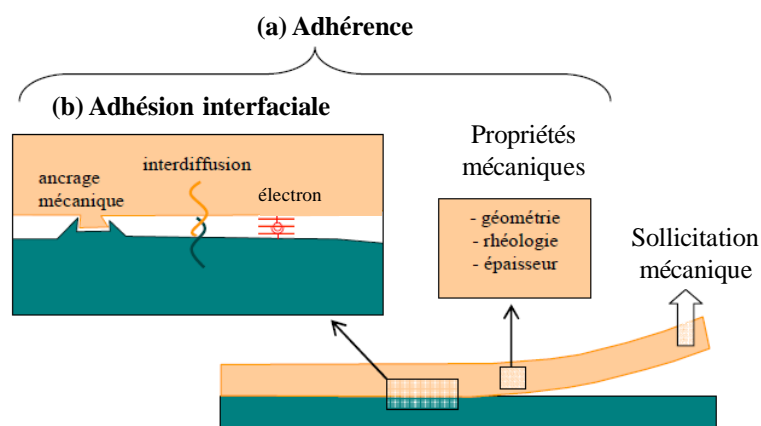 (a) Adhérence
(b) Adhésion interfaciale
ancrage
mécanique
interdiffusion
électron
Propriétés
mécaniques
- géométrie
- rhéologie
- épaisseur
Sollicitation
mécanique